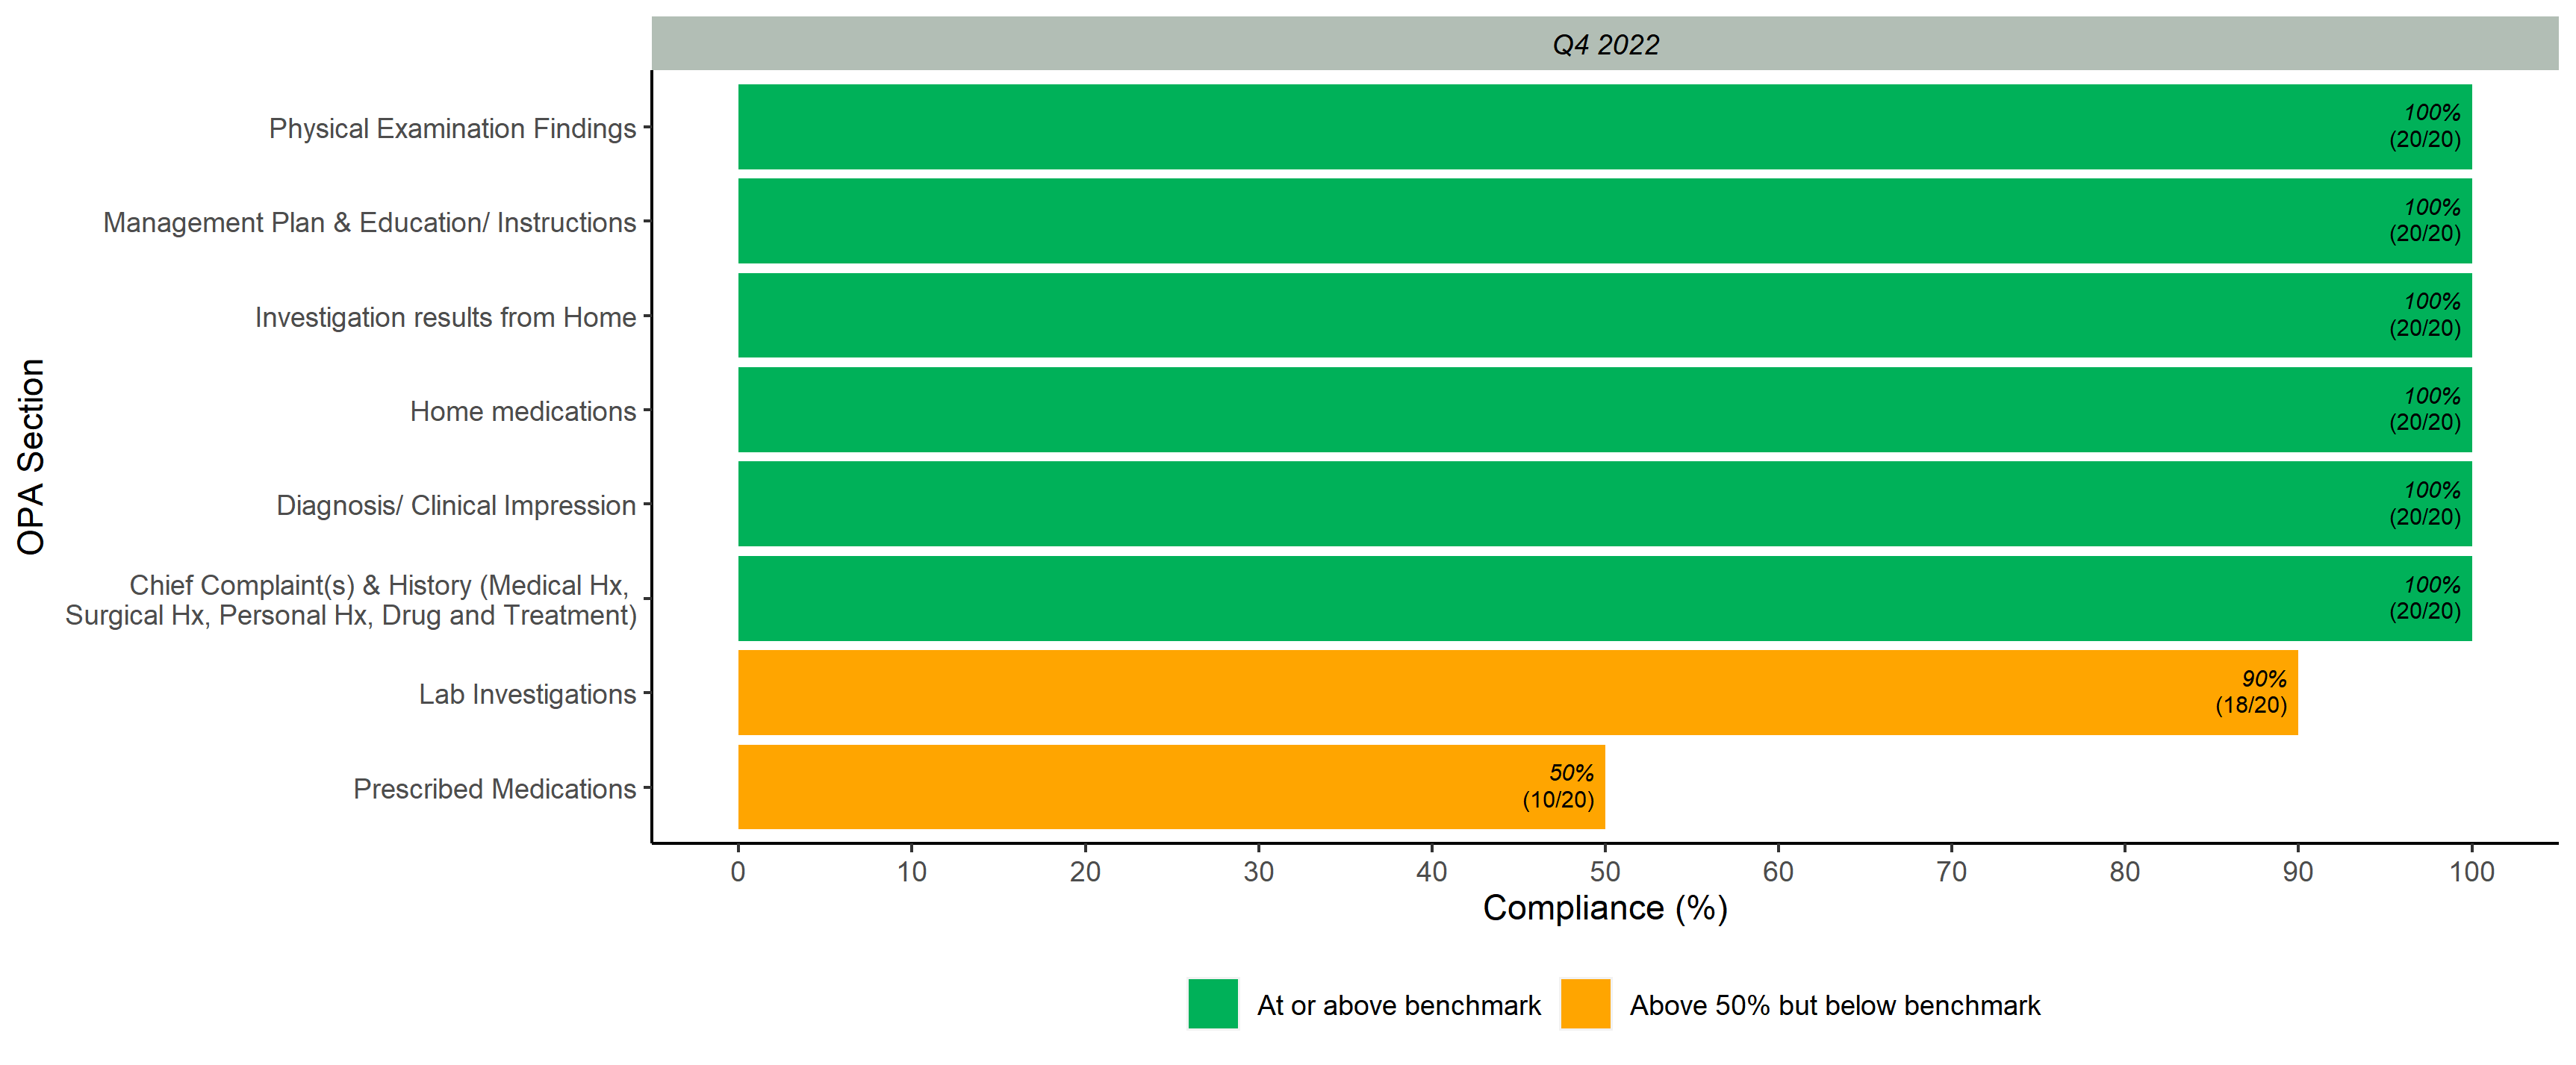 Q4 2022
OPA Section
Physical Examination Findings
100%
(20/20)
Management Plan & Education/ Instructions
100%
(20/20)
Investigation results from Home
100%
(20/20)
Home medications
100%
(20/20)
Diagnosis/ Clinical Impression
100%
(20/20)
Chief Complaint(s) & History (Medical Hx,
Surgical Hx, Personal Hx, Drug and Treatment)
100%
(20/20)
Lab Investigations
90%
(18/20)
Prescribed Medications
50%
(10/20)
0 10 20 30 40 50 60 70 80 90 100
Compliance (%)
At or above benchmark Above 50% but below benchmark